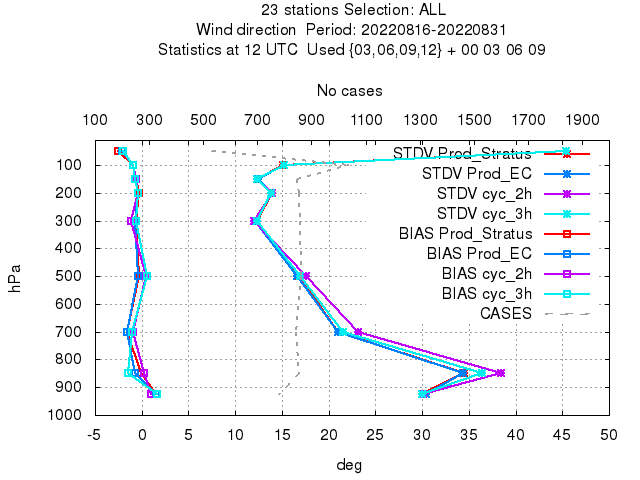 23 stations Selection: ALL
Wind direction  Period: 20220816-20220831
Statistics at 12 UTC  Used {03,06,09,12} + 00 03 06 09
No cases
100 300 500 700 900 1100 1300 1500 1700 1900
STDV Prod_Stratus
STDV Prod_EC
STDV cyc_2h
STDV cyc_3h
BIAS Prod_Stratus
BIAS Prod_EC
BIAS cyc_2h
BIAS cyc_3h
CASES
hPa
100
200
300
400
500
600
700
800
900
1000
-5 0 5 10 15 20 25 30 35 40 45 50
deg